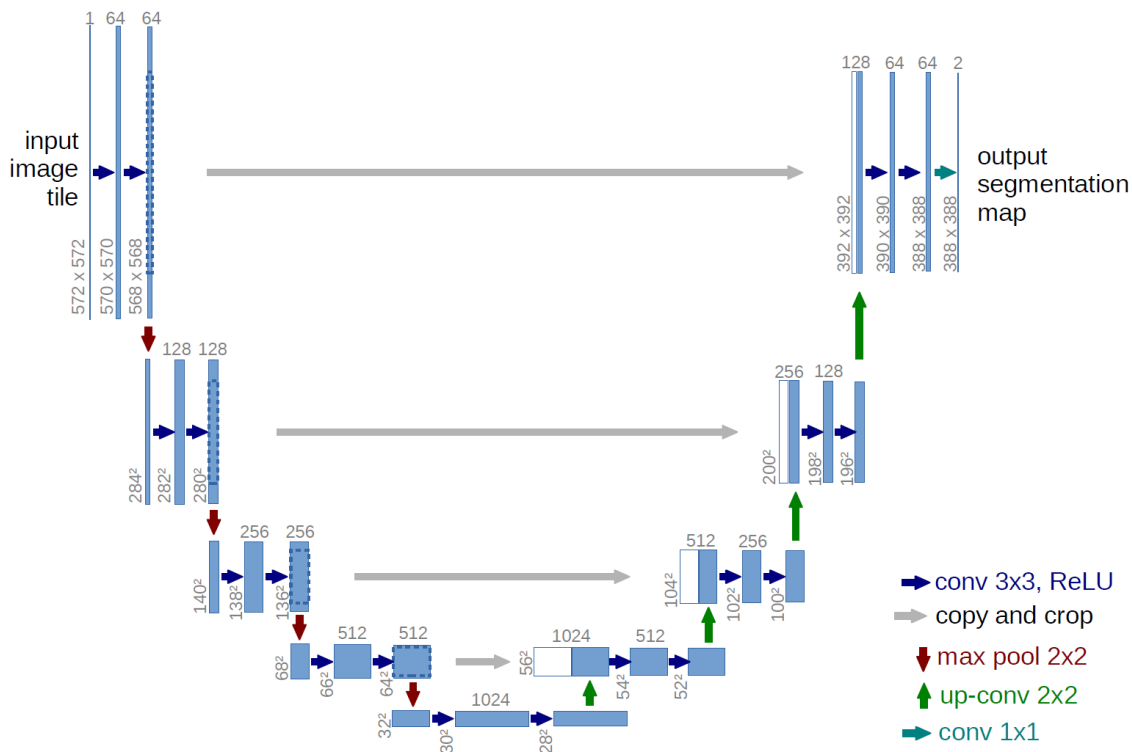 1 64 64
128 64 64 2
input
image
tile
output
segmentation
map
572 x 572
570 x 570
568 x 568
392 x 392
390 x 390
388 x 388
388 x 388
128 128
256 128
284²
282²
280²
200²
198²
196²
256 256
512 256
140²
138²
136²
104²
102²
100²
512 512
1024 512
68²
66²
64²
56²
54²
52²
1024
32²
30²
28²
conv 3x3, ReLU
copy and crop
max pool 2x2
up-conv 2x2
conv 1x1